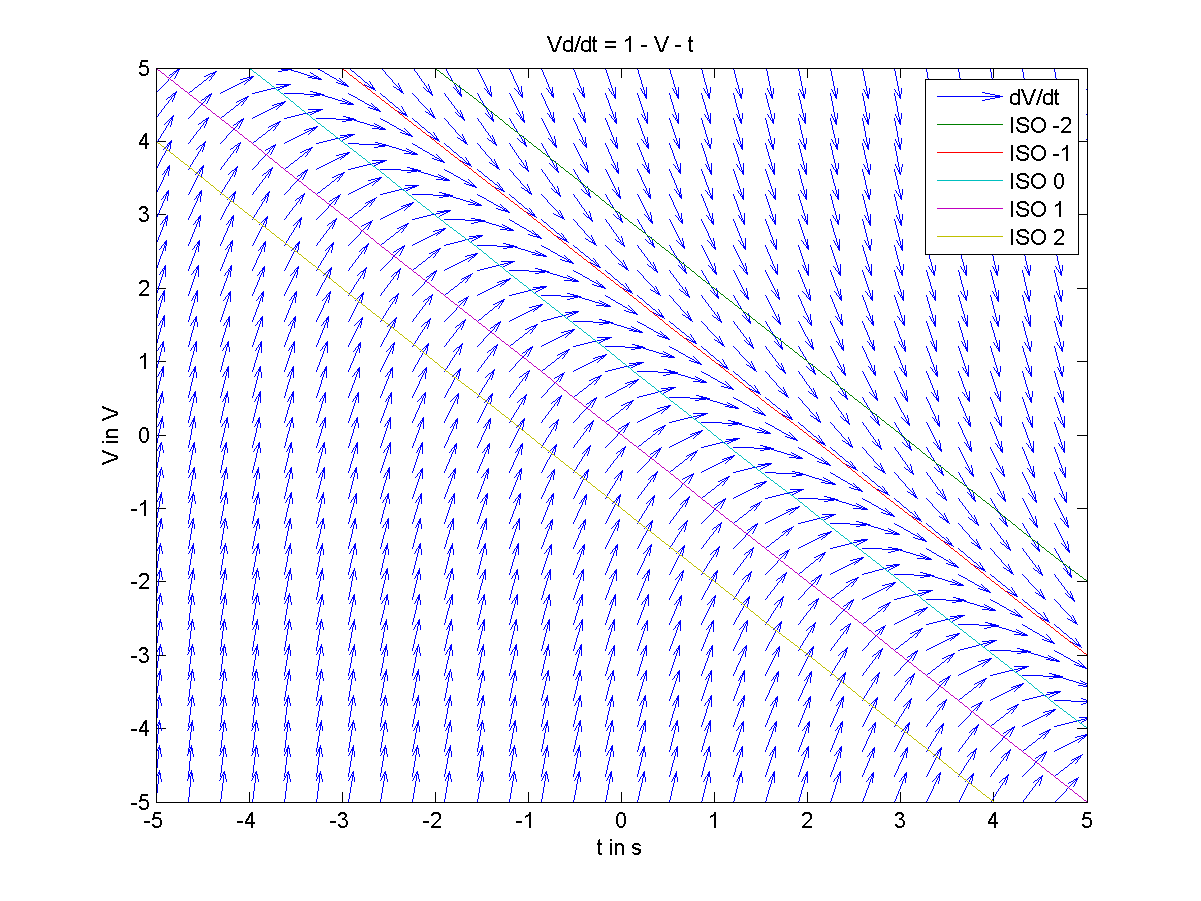 Vd/dt = 1 - V - t
dV/dt
ISO -2
ISO -1
ISO 0
ISO 1
ISO 2
5
4
3
2
1
0
-1
-2
-3
-4
-5
V in V
-5 -4 -3 -2 -1 0 1 2 3 4 5
t in s